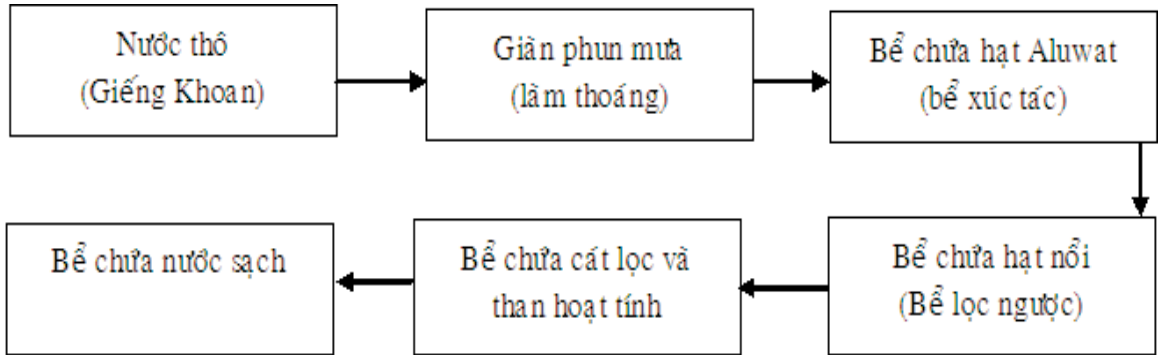 Nước thô
(Giếng Khoan)
Giàn phun mưa
(làm thoáng)
Bể chứa hạt Aluwat
(bể xúc tác)
Bể chứa hạt nổi
(Bể lọc ngược)
Bể chứa cát lọc và
than hoạt tính
Bể chứa nước sạch